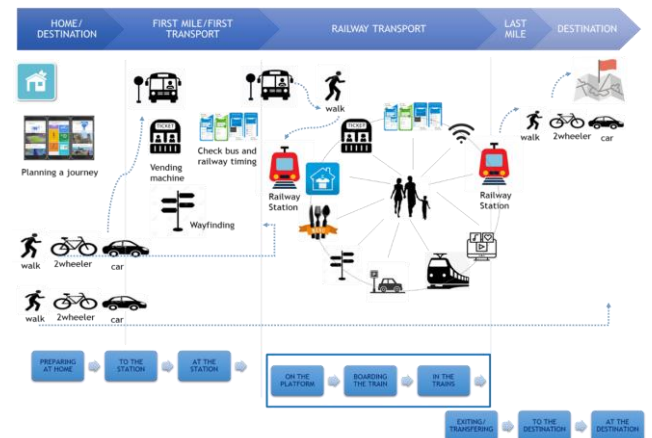 HOME/
DESTINATION
FIRST MILE/FIRST
TRANSPORT
RAILWAY TRANSPORT
LAST
MILE
DESTINATION
walk
TICKET
TICKET
Planning a journey
Vending
machine
Check bus and
railway timing
Railway
Station
Railway
Station
walk
2wheeler
car
Wayfinding
walk
2wheeler
car
walk
2wheeler
car
PREPARING
AT HOME
TO THE
STATION
AT THE
STATION
ON THE
PLATFORM
BOARDING
THE TRAIN
IN THE
TRAINS
EXITING/
TRANSFERING
TO THE
DESTINATION
AT THE
DESTINATION